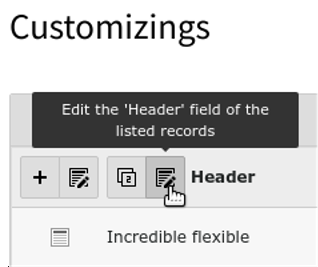 Customizings
Edit the 'Header' field of the
listed records
Header
Incredible flexible